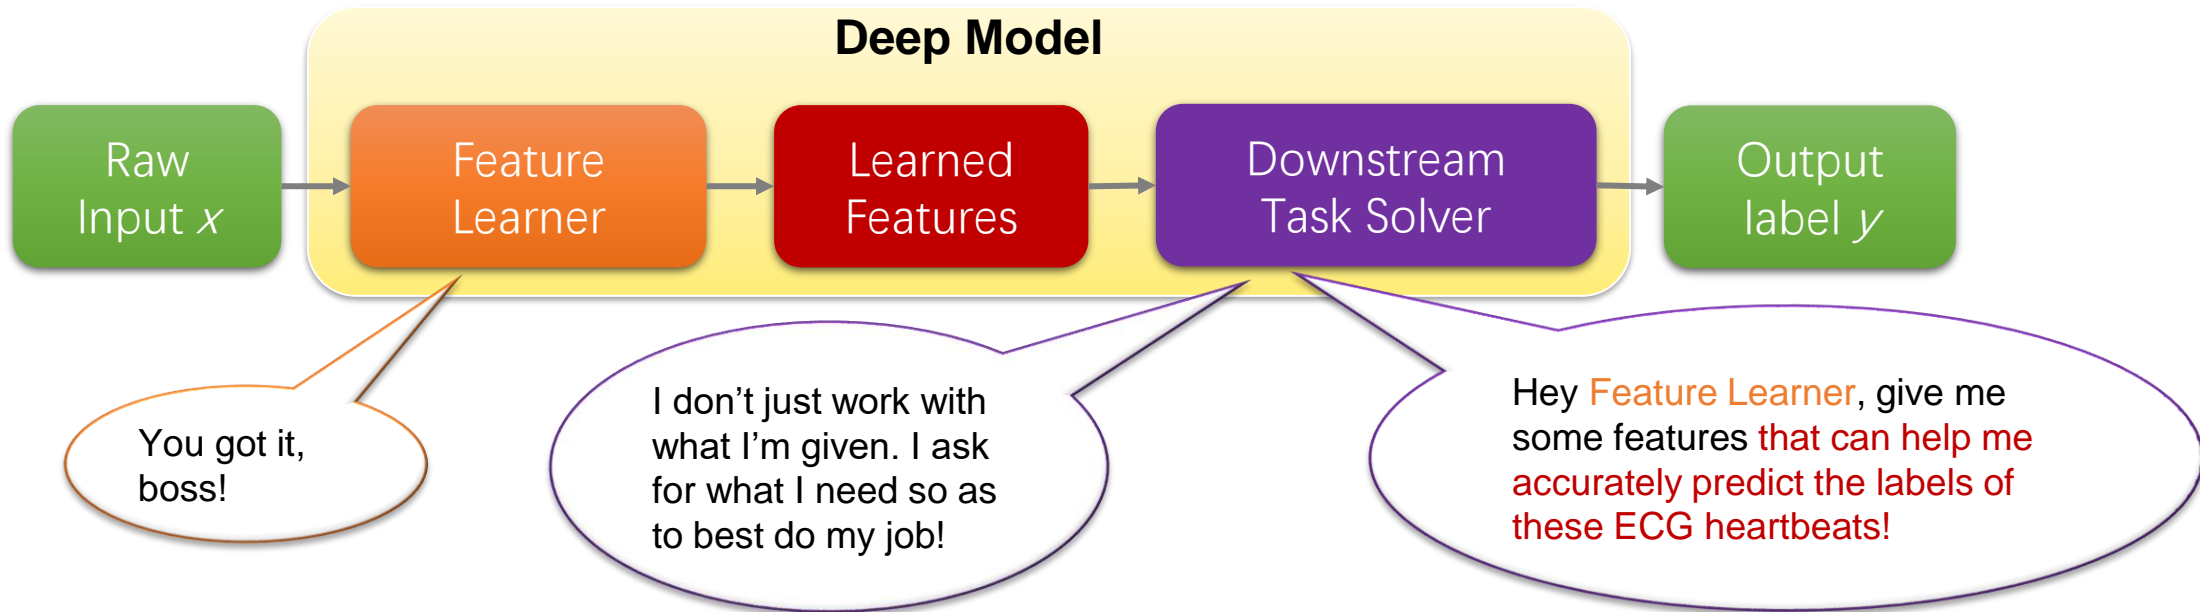 Deep Model
Raw
Input x
Feature
Learner
Learned
Features
Downstream
Task Solver
Output
label y
You got it,
boss!
I don’t just work with
what I’m given. I ask
for what I need so as
to best do my job!
Hey Feature Learner, give me
some features that can help me
accurately predict the labels of
these ECG heartbeats!